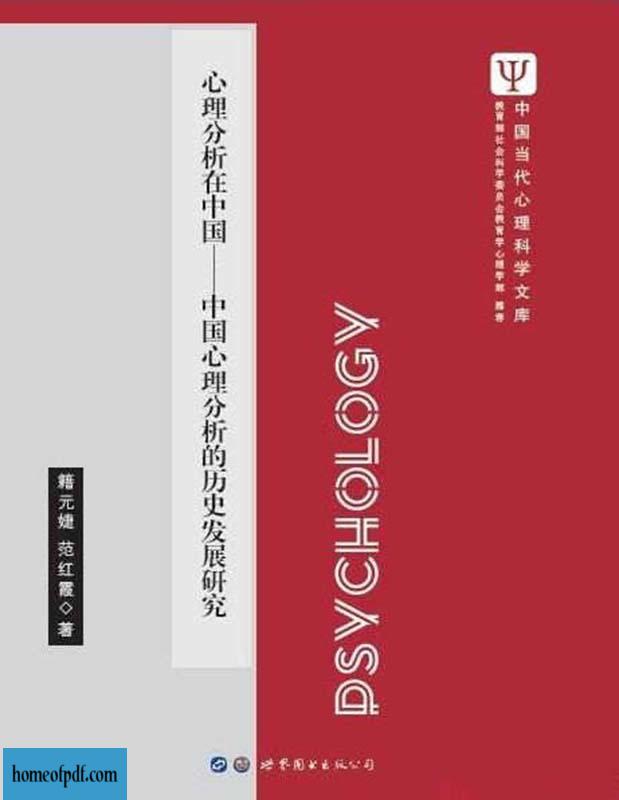 中国当代心理科学文库
教育部社会科学委员会教育学心理学部 推荐
PSYCHOLOGY
心理分析在中国——中国心理分析的历史发展研究
籍元婕 范红霞◇著
世界图书出版公司
homeofpdf.com